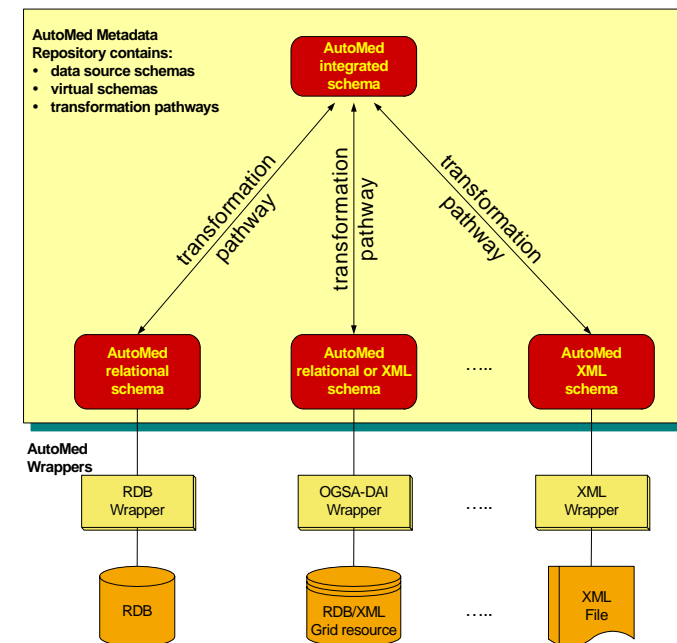 AutoMed Metadata
Repository contains:
• data source schemas
• virtual schemas
• transformation pathways
AutoMed
integrated
schema
transformation
pathway
transformation
pathway
transformation
pathway
AutoMed
relational
schema
AutoMed
relational or XML
schema
.....
AutoMed
XML
schema
AutoMed
Wrappers
RDB
Wrapper
OGSA-DAI
Wrapper
.....
XML
Wrapper
RDB
RDB/XML
Grid resource
.....
XML
File